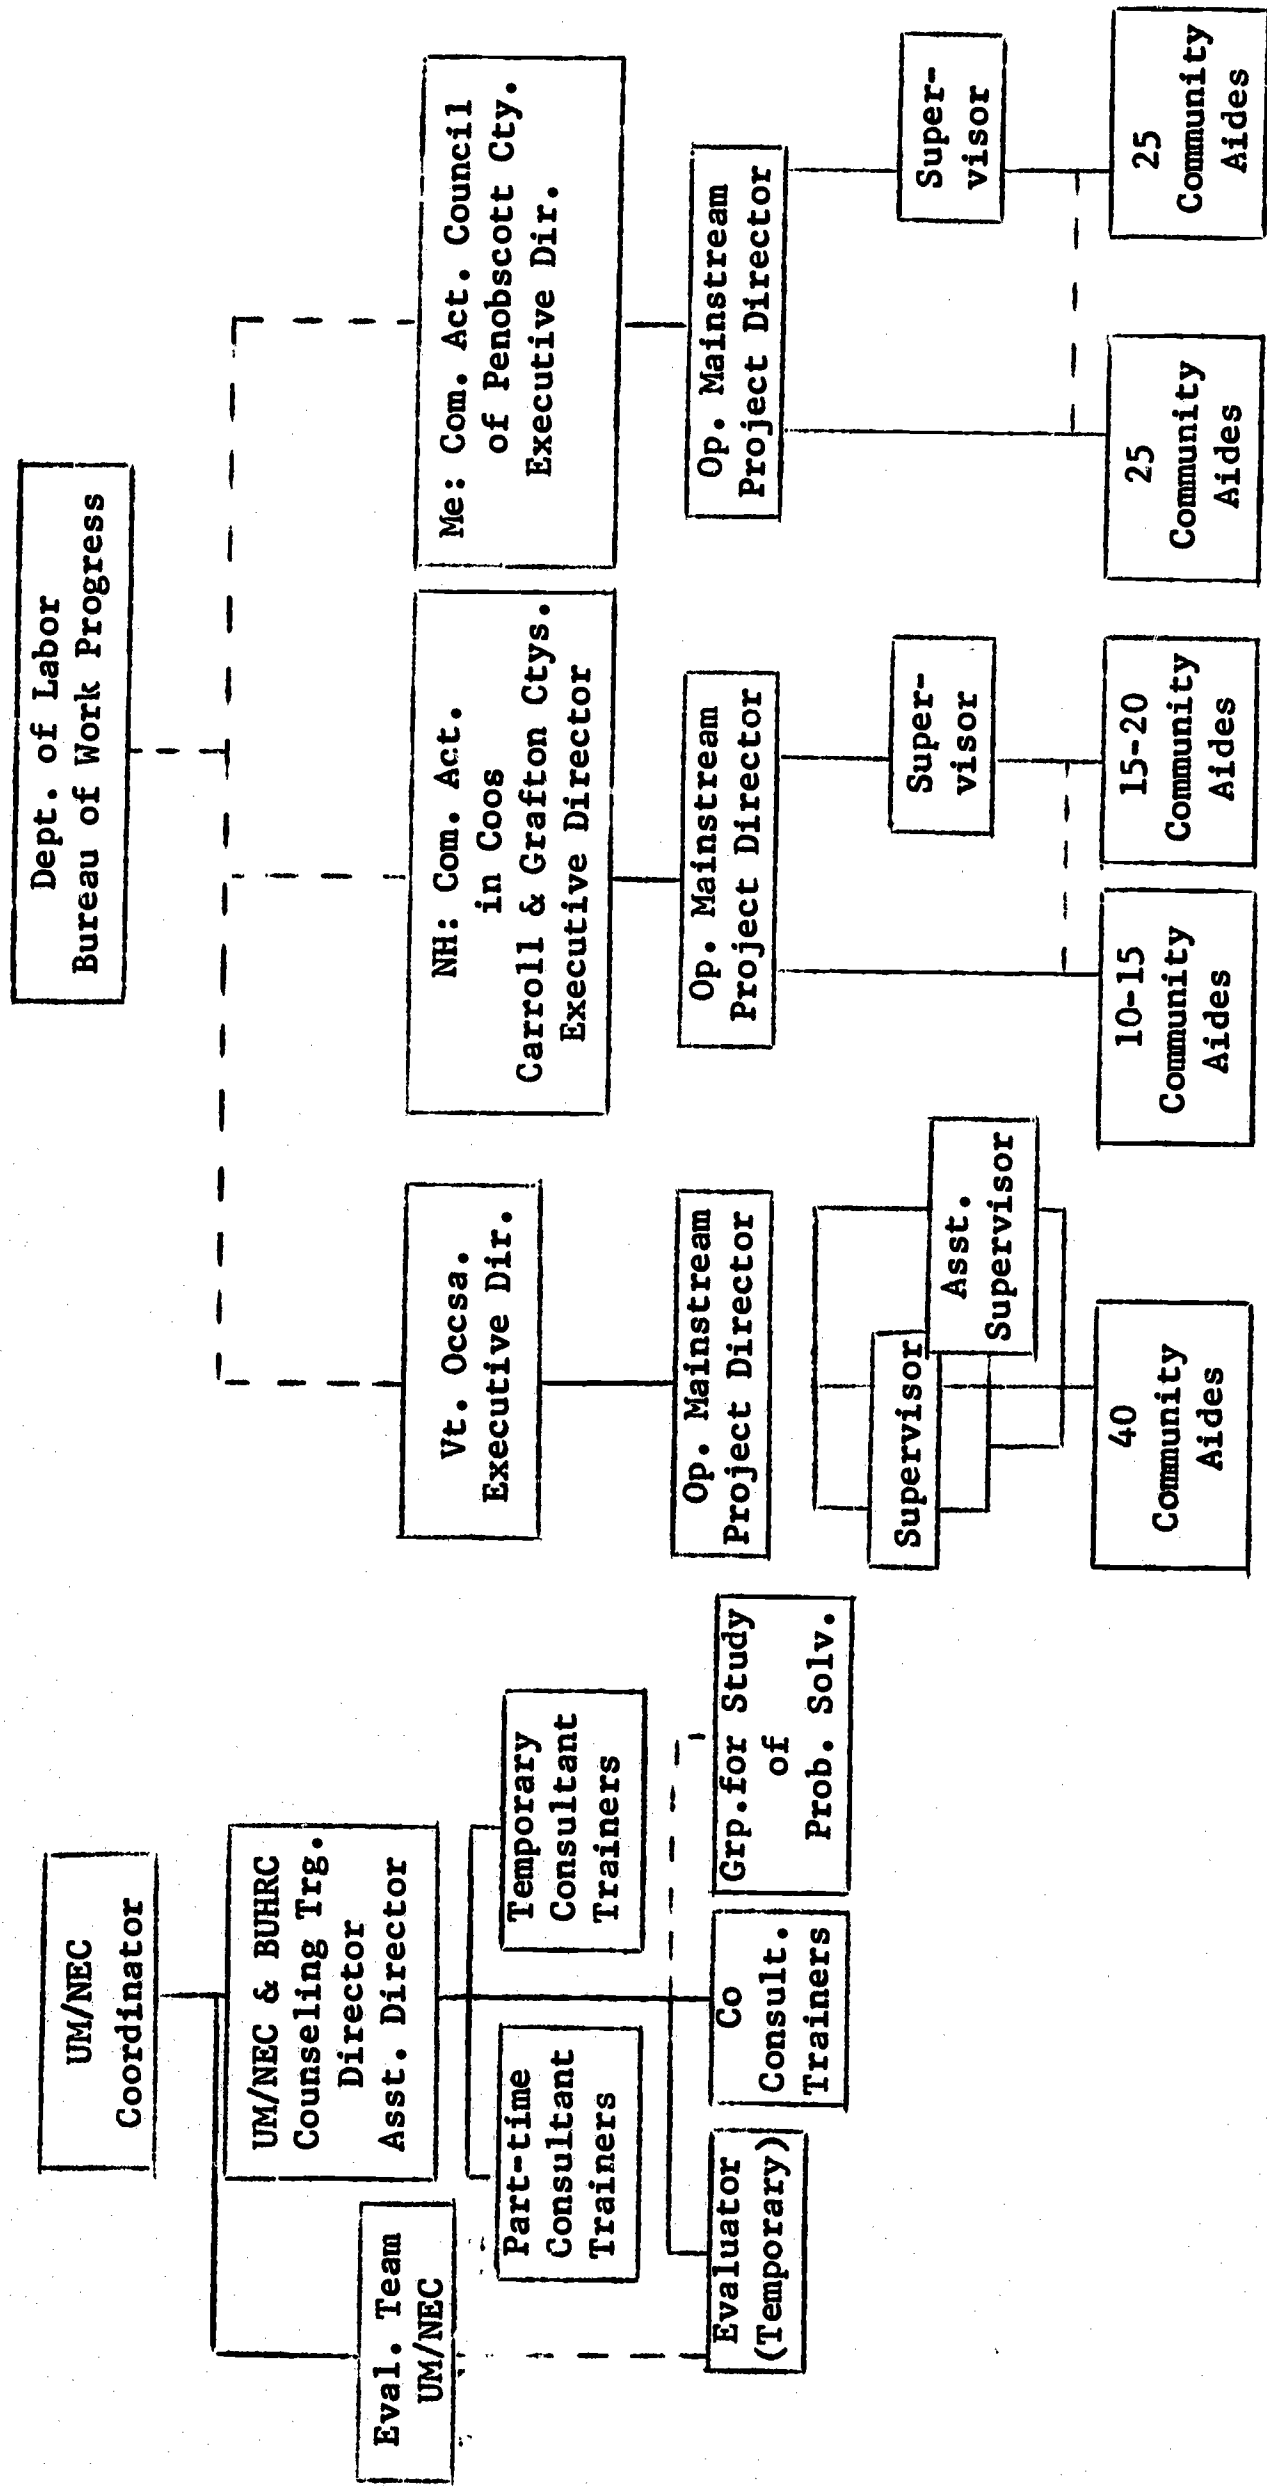 UM/NEC
Coordinator
Eval. Team
UM/NEC
UM/NEC & BUHRC
Counseling Trg.
Director
Asst. Director
Part-time
Consultant
Trainers
Temporary
Consultant
Trainers
Evaluator
(Temporary)
Co
Consult.
Trainers
Grp.for Study
of
Prob. Solv.
Dept. of Labor
Bureau of Work Progress
Vt. Occsa.
Executive Dir.
Op. Mainstream
Project Director
Supervisor
Asst.
Supervisor
40
Community
Aides
NH: Com. Act.
in Coos
Carroll & Grafton Ctys.
Executive Director
Op. Mainstream
Project Director
Super-
visor
10-15
Community
Aides
15-20
Community
Aides
Me: Com. Act. Council
of Penobscott Cty.
Executive Dir.
Op. Mainstream
Project Director
Super-
visor
25
Community
Aides
25
Community
Aides